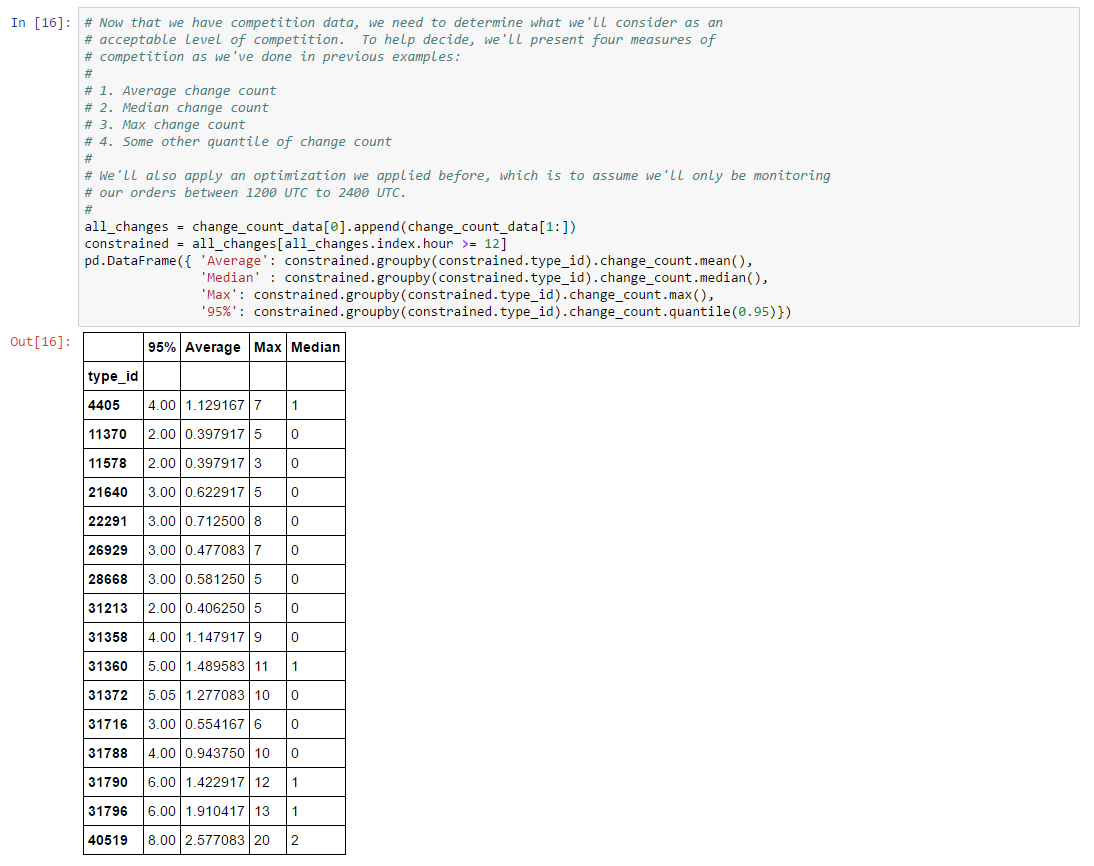 In [16]: # Now that we have competition data, we need to determine what we'll consider as an
# acceptable level of competition.  To help decide, we'll present four measures of
# competition as we've done in previous examples:
#
# 1. Average change count
# 2. Median change count
# 3. Max change count
# 4. Some other quantile of change count
#
# We'll also apply an optimization we applied before, which is to assume we'll only be monitoring
# our orders between 1200 UTC to 2400 UTC.
#
all_changes = change_count_data[0].append(change_count_data[1:])
constrained = all_changes[all_changes.index.hour >= 12]
pd.DataFrame({ 'Average': constrained.groupby(constrained.type_id).change_count.mean(),
               'Median' : constrained.groupby(constrained.type_id).change_count.median(),
               'Max': constrained.groupby(constrained.type_id).change_count.max(),
               '95%': constrained.groupby(constrained.type_id).change_count.quantile(0.95)})
Out[16]:
95% Average Max Median
type_id
4405 4.00 1.129167 7 1
11370 2.00 0.397917 5 0
11578 2.00 0.397917 3 0
21640 3.00 0.622917 5 0
22291 3.00 0.712500 8 0
26929 3.00 0.477083 7 0
28668 3.00 0.581250 5 0
31213 2.00 0.406250 5 0
31358 4.00 1.147917 9 0
31360 5.00 1.489583 11 1
31372 5.05 1.277083 10 0
31716 3.00 0.554167 6 0
31788 4.00 0.943750 10 0
31790 6.00 1.422917 12 1
31796 6.00 1.910417 13 1
40519 8.00 2.577083 20 2